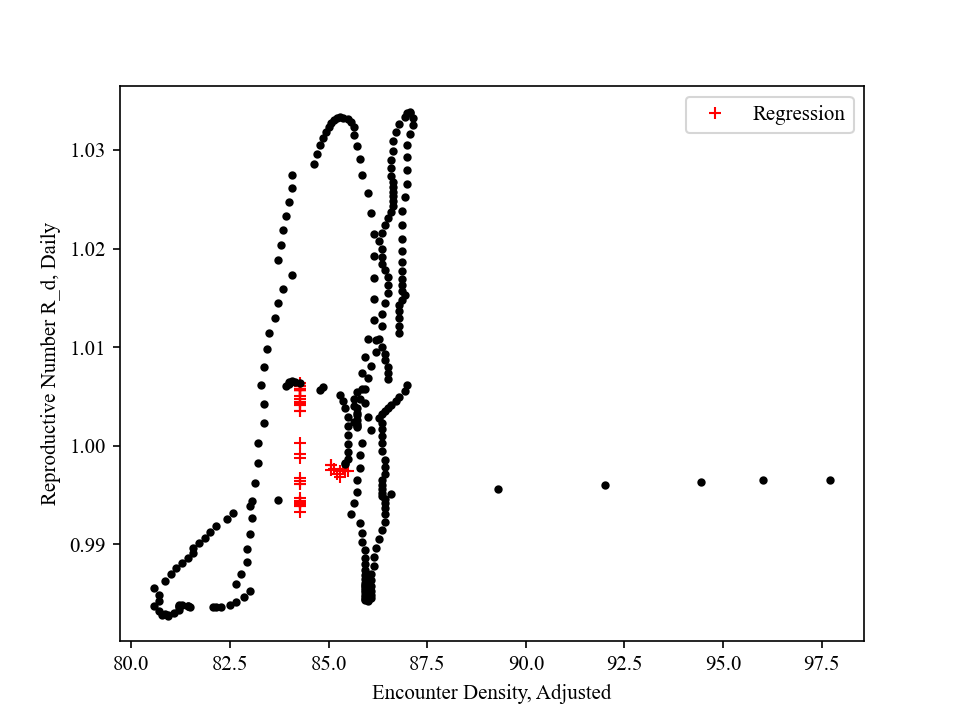 Regression
1.03
1.02
1.01
1.00
0.99
Reproductive Number R_d, Daily
80.0 82.5 85.0 87.5 90.0 92.5 95.0 97.5
Encounter Density, Adjusted